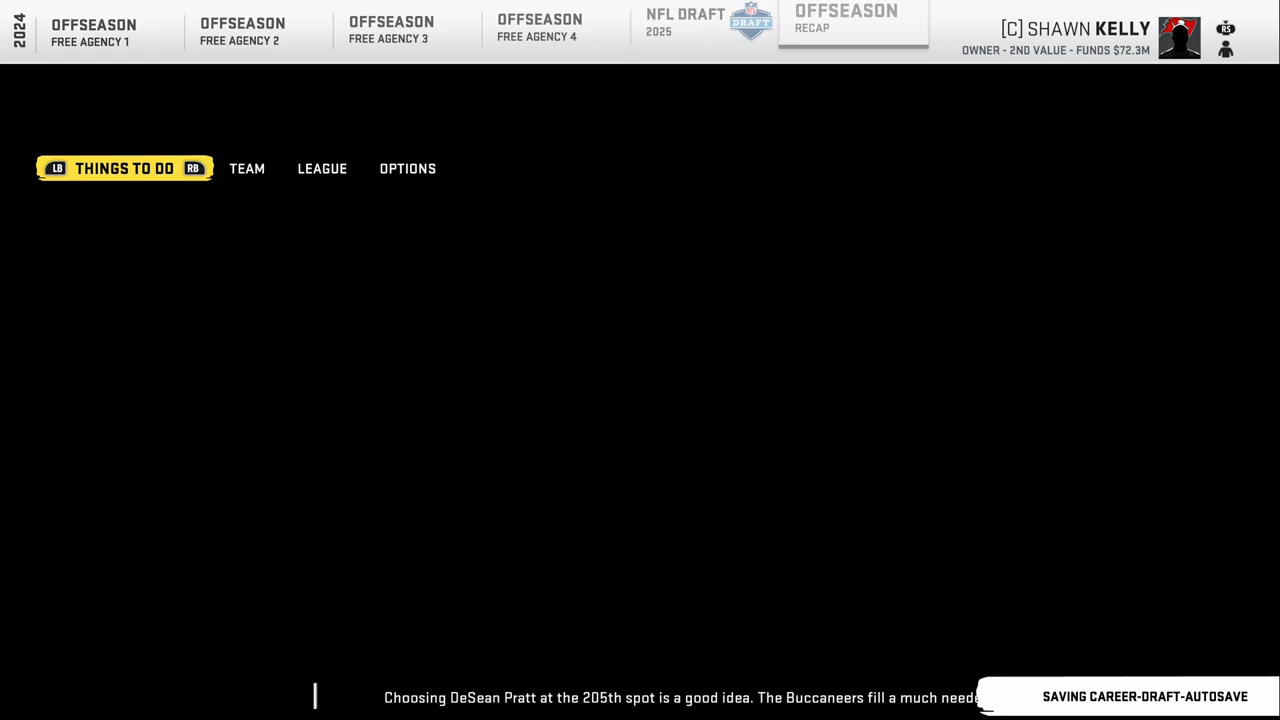 2024
OFFSEASON
FREE AGENCY 1
OFFSEASON
FREE AGENCY 2
OFFSEASON
FREE AGENCY 3
OFFSEASON
FREE AGENCY 4
NFL DRAFT
2025
NFL
DRAFT
OFFSEASON
RECAP
[C] SHAWN KELLY
OWNER - 2ND VALUE - FUNDS $72.3M
RS
LB THINGS TO DO RB TEAM LEAGUE OPTIONS
Choosing DeSean Pratt at the 205th spot is a good idea. The Buccaneers fill a much neede
SAVING CAREER-DRAFT-AUTOSAVE